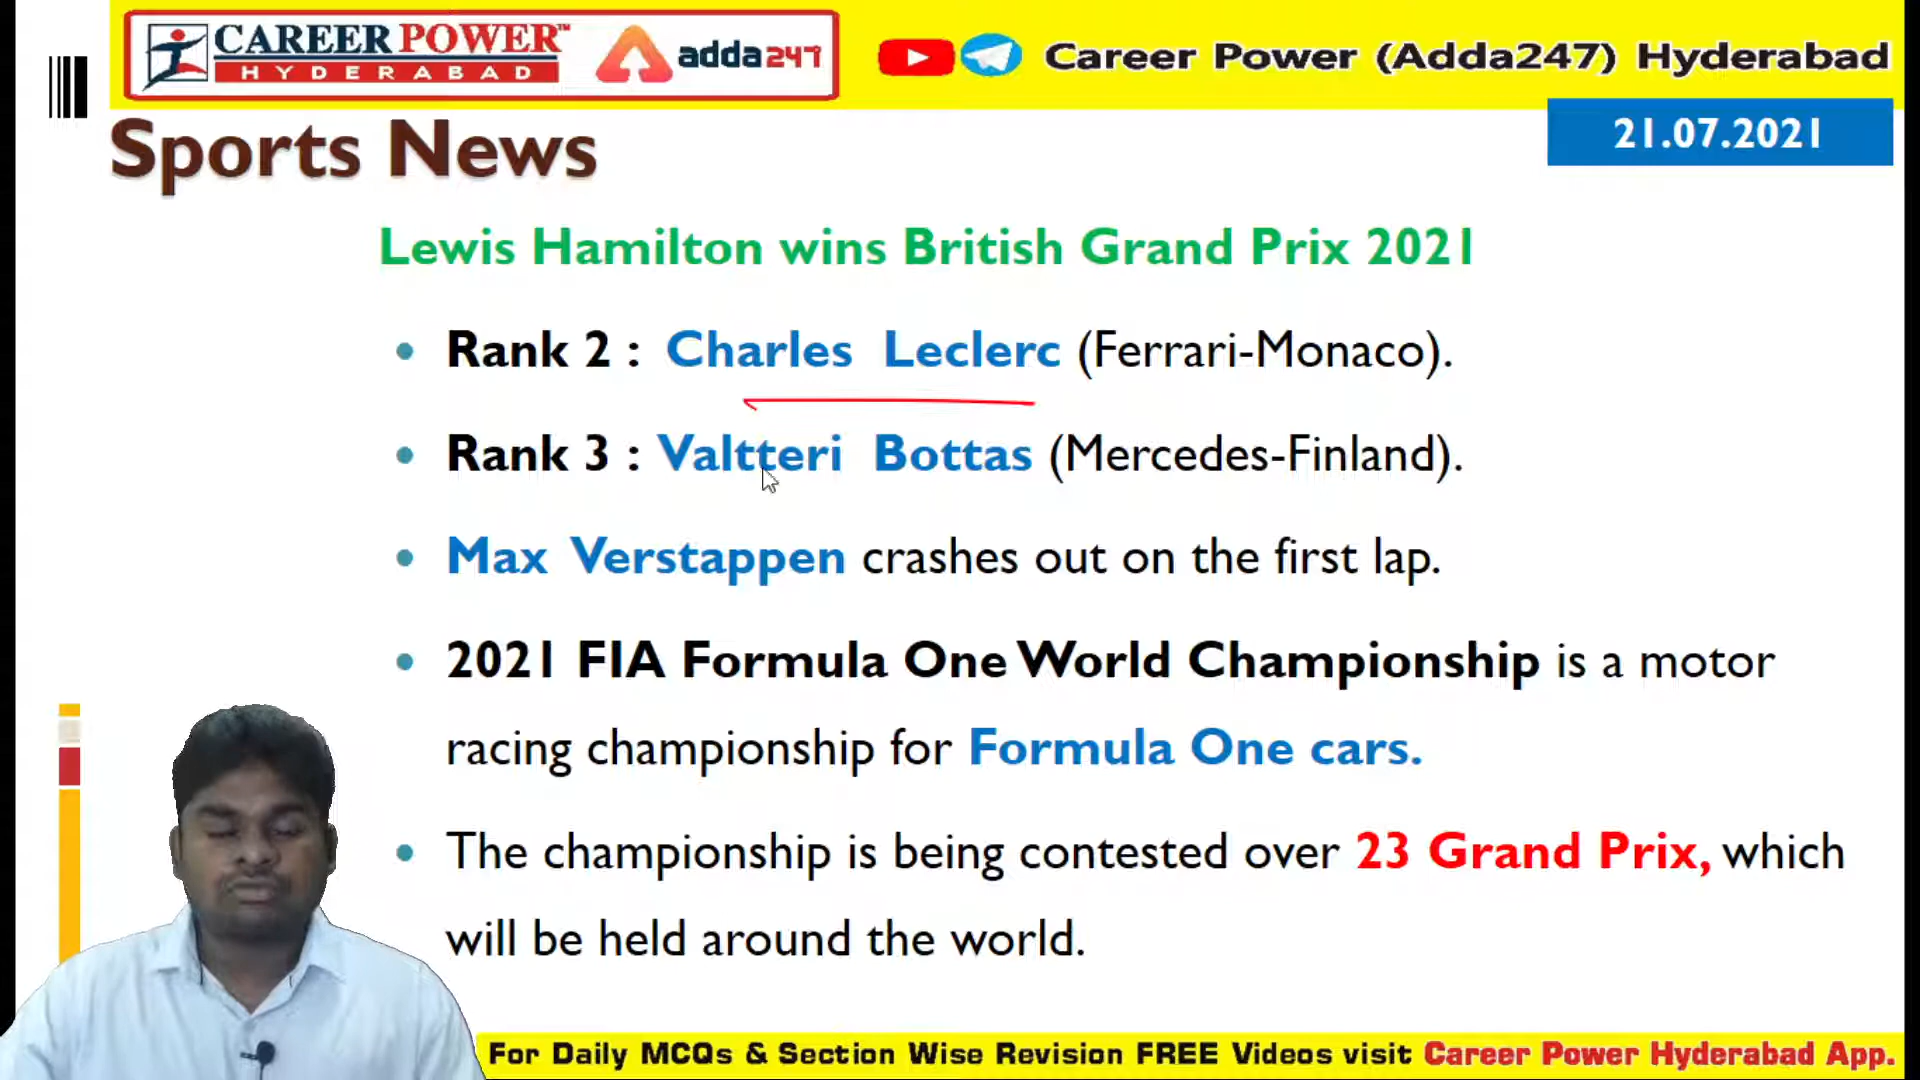 CAREER POWER™
HYDERABAD
adda247
Career Power (Adda247) Hyderabad
Sports News
21.07.2021
Lewis Hamilton wins British Grand Prix 2021
• Rank 2 : Charles Leclerc (Ferrari-Monaco).
• Rank 3 : Valtteri Bottas (Mercedes-Finland).
• Max Verstappen crashes out on the first lap.
• 2021 FIA Formula One World Championship is a motor
racing championship for Formula One cars.
• The championship is being contested over 23 Grand Prix, which
will be held around the world.
For Daily MCQs & Section Wise Revision FREE Videos visit Career Power Hyderabad App.